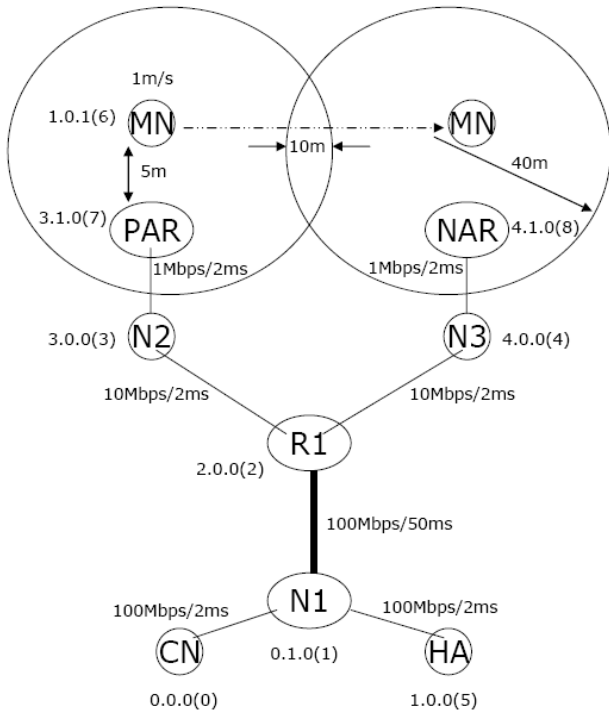 1m/s
1.0.1(6)
MN
MN
10m
5m
40m
3.1.0(7)
PAR
NAR
4.1.0(8)
1Mbps/2ms
1Mbps/2ms
3.0.0(3)
N2
N3
4.0.0(4)
10Mbps/2ms
10Mbps/2ms
R1
2.0.0(2)
100Mbps/50ms
N1
100Mbps/2ms
100Mbps/2ms
CN
0.1.0(1)
HA
0.0.0(0)
1.0.0(5)